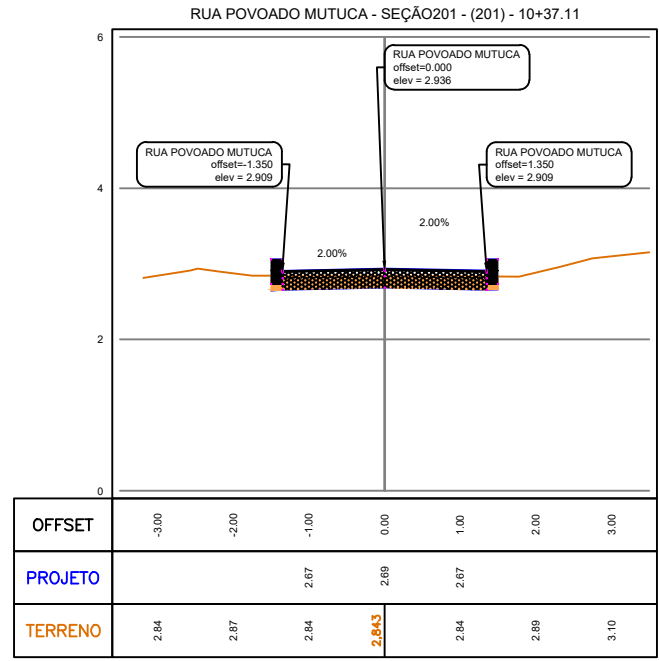 RUA POVOADO MUTUCA - SEÇÃO201 - (201) - 10+37.11
6
RUA POVOADO MUTUCA
offset=0.000
elev = 2.936
RUA POVOADO MUTUCA
offset=-1.350
elev = 2.909
RUA POVOADO MUTUCA
offset=1.350
elev = 2.909
4
2.00%
2.00%
2
0
OFFSET -3.00 -2.00 -1.00 0.00 1.00 2.00 3.00
PROJETO 2.67 2.69 2.67
TERRENO 2.84 2.87 2.84 2.843 2.84 2.89 3.10